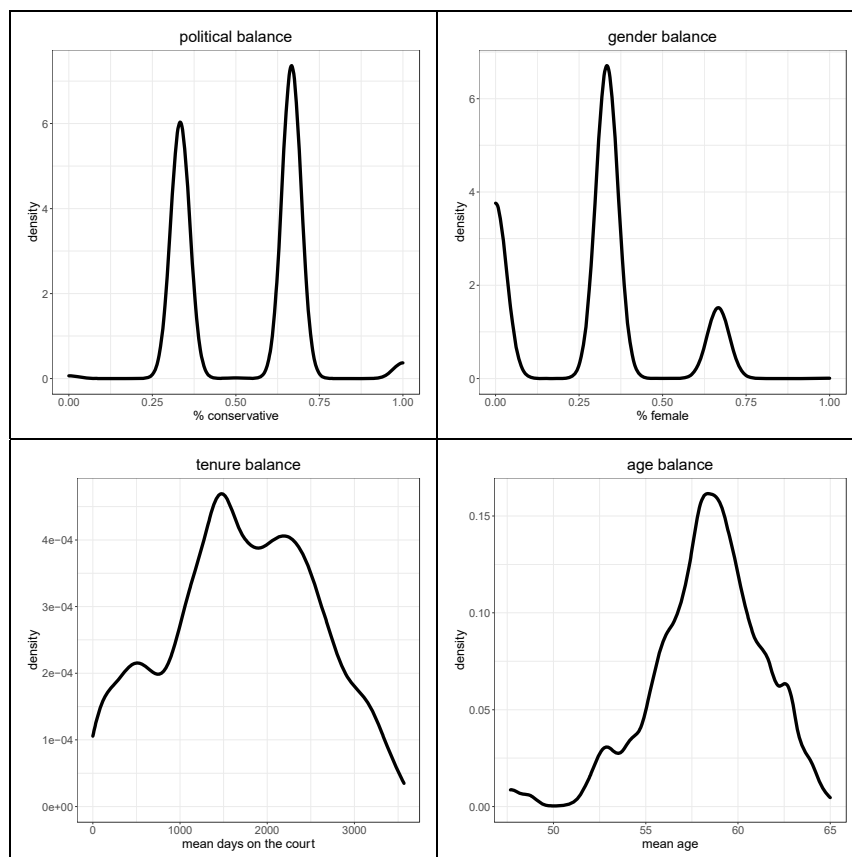 political balance
density
6
4
2
0
0.00 0.25 0.50 0.75 1.00
% conservative
gender balance
density
6
4
2
0
0.00 0.25 0.50 0.75 1.00
% female
tenure balance
density
4e−04
3e−04
2e−04
1e−04
0e+00
0 1000 2000 3000
mean days on the court
age balance
density
0.15
0.10
0.05
0.00
50 55 60 65
mean age